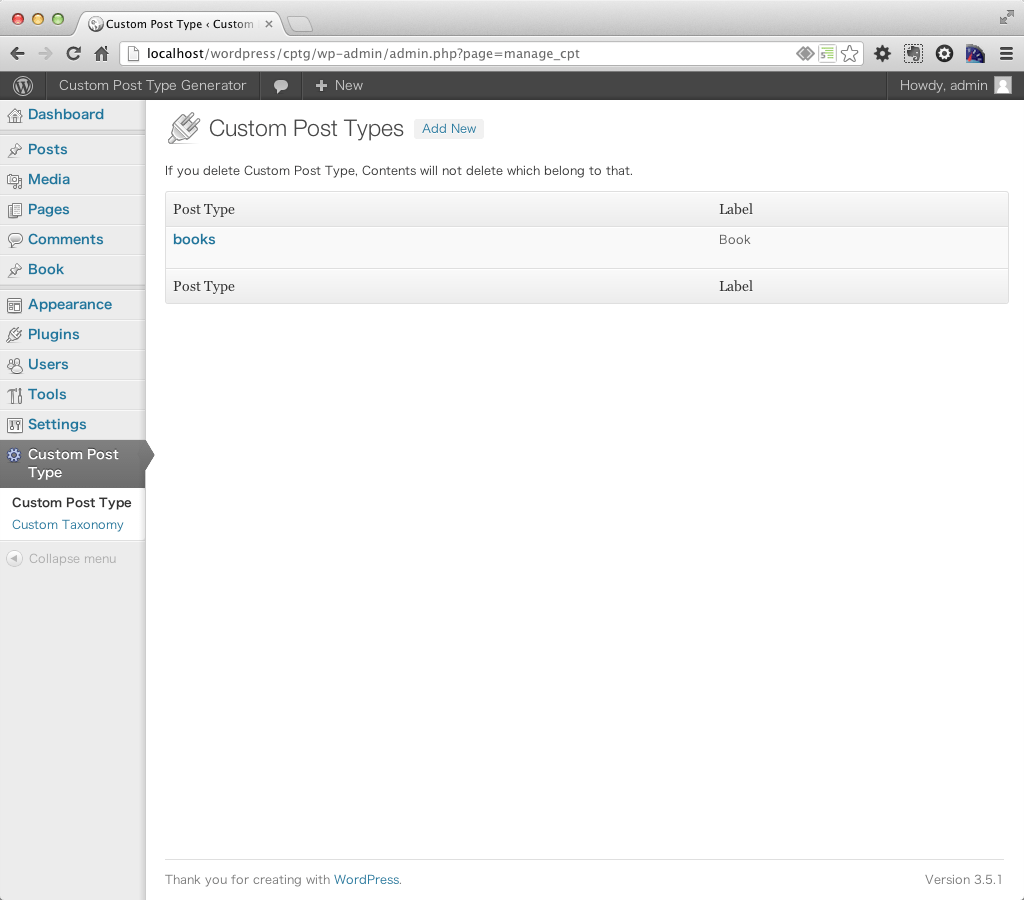 Custom Post Type ‹ Custom
localhost/wordpress/cptg/wp-admin/admin.php?page=manage_cpt
Custom Post Type Generator
New
Howdy, admin
Dashboard
Posts
Media
Pages
Comments
Book
Appearance
Plugins
Users
Tools
Settings
Custom Post
Type
Custom Post Type
Custom Taxonomy
Collapse menu
Custom Post Types Add New
If you delete Custom Post Type, Contents will not delete which belong to that.
Post Type Label
books Book
Post Type Label
Thank you for creating with WordPress. Version 3.5.1